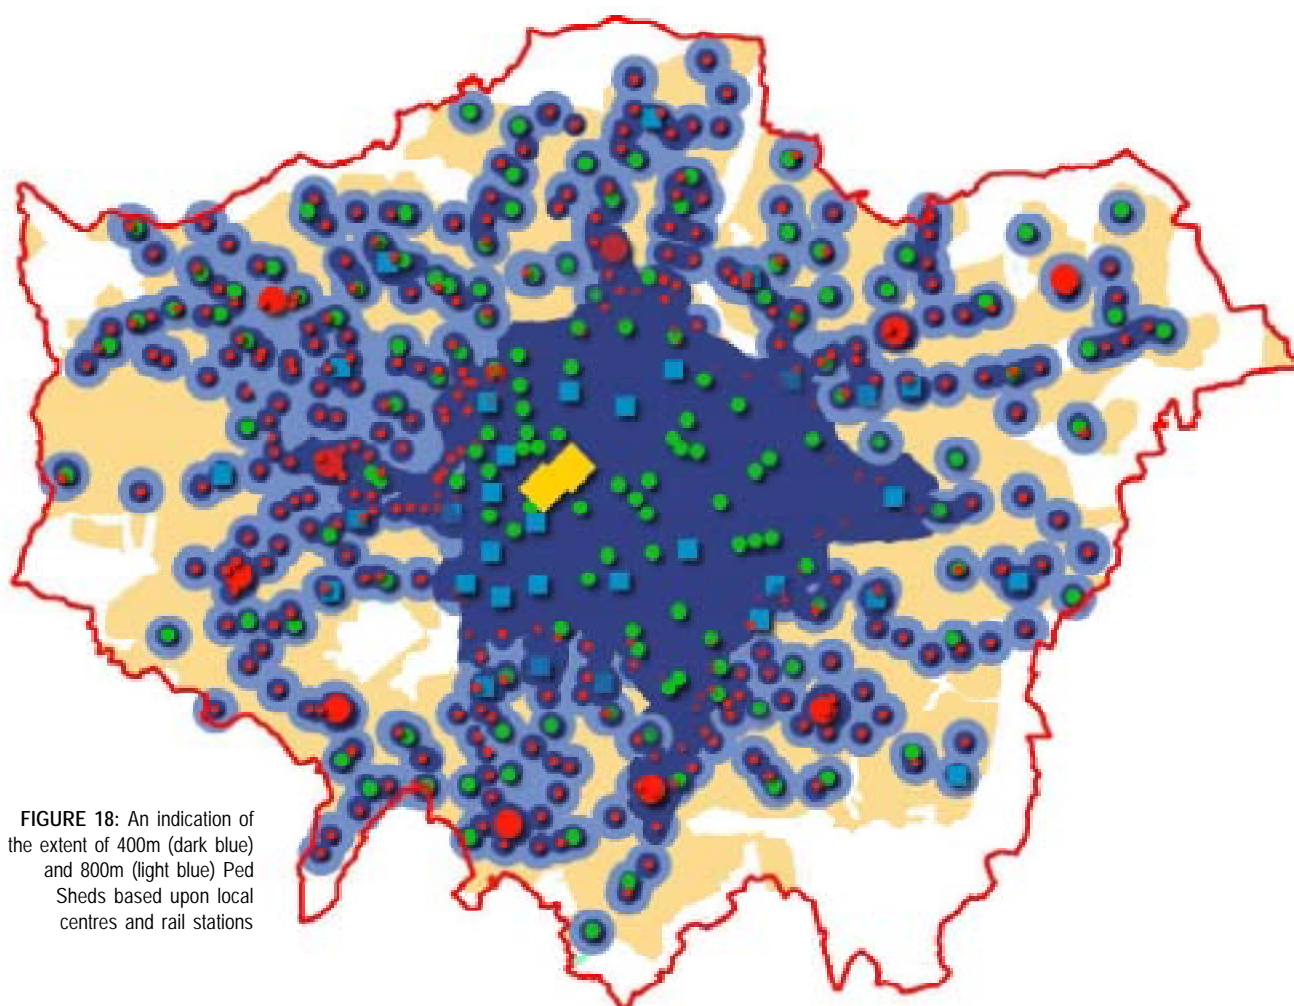 FIGURE 18: An indication of
the extent of 400m (dark blue)
and 800m (light blue) Ped
Sheds based upon local
centres and rail stations